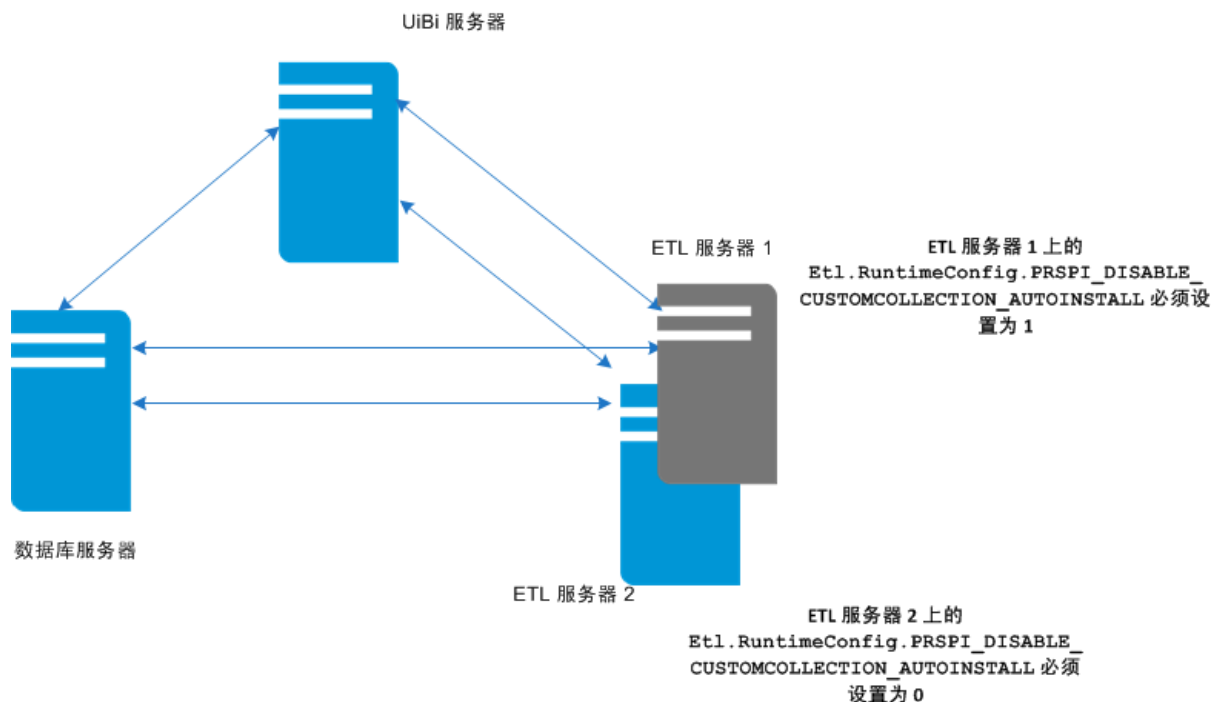 UiBi 服务器
ETL 服务器 1
ETL 服务器 1 上的
Etl.RuntimeConfig.PRSPI_DISABLE_
CUSTOMCOLLECTION_AUTOINSTALL 必须设
置为 1
数据库服务器
ETL 服务器 2
ETL 服务器 2 上的
Etl.RuntimeConfig.PRSPI_DISABLE_
CUSTOMCOLLECTION_AUTOINSTALL 必须
设置为 0